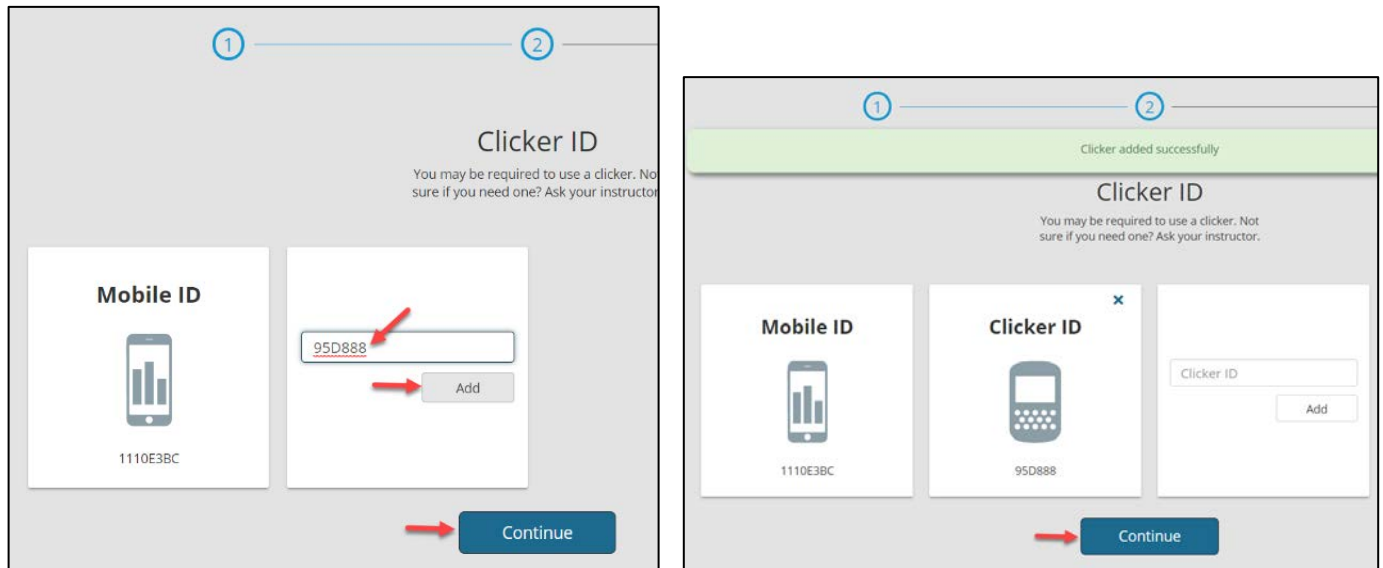 1
2
Clicker ID
You may be required to use a clicker. No
sure if you need one? Ask your instructor
Mobile ID
1110E3BC
95D888
Add
Continue
1
2
Clicker added successfully
Clicker ID
You may be required to use a clicker. Not
sure if you need one? Ask your instructor.
Mobile ID
1110E3BC
Clicker ID
95D888
Clicker ID
Add
Continue